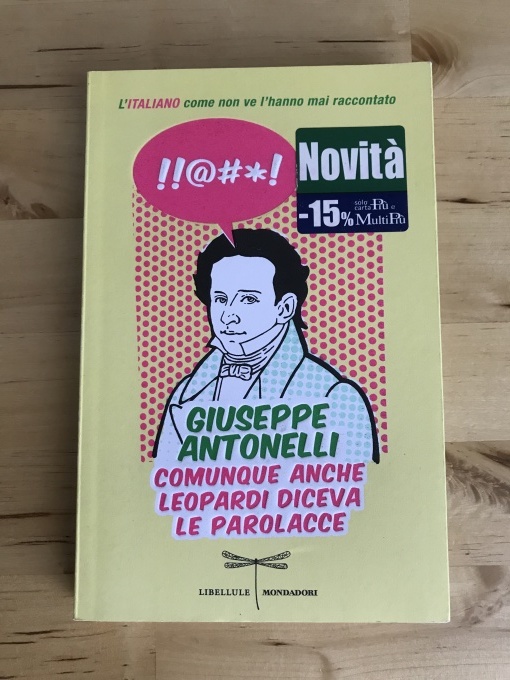 L'ITALIANO come non ve l'hanno mai raccontato
!!@#*!
Novità
-15% solo carta Più e MultiPiù
GIUSEPPE
ANTONELLI
COMUNQUE ANCHE
LEOPARDI DICEVA
LE PAROLACCE
LIBELLULE MONDADORI